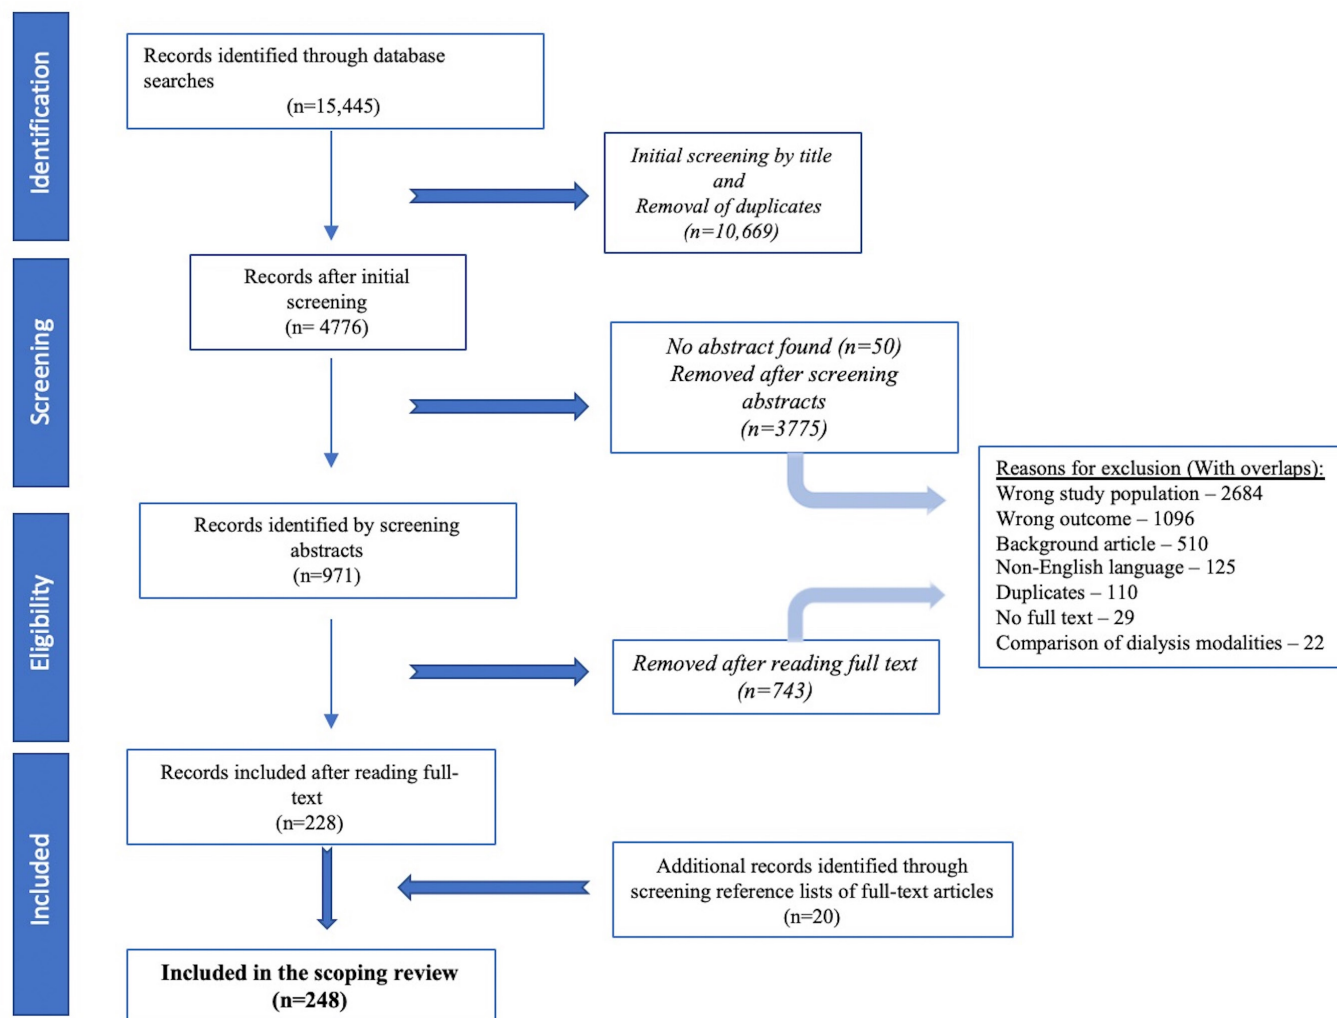 Identification
Records identified through database
searches
(n=15,445)
Initial screening by title
and
Removal of duplicates
(n=10,669)
Screening
Records after initial
screening
(n= 4776)
No abstract found (n=50)
Removed after screening
abstracts
(n=3775)
Reasons for exclusion (With overlaps):
Wrong study population – 2684
Wrong outcome – 1096
Background article – 510
Non-English language – 125
Duplicates – 110
No full text – 29
Comparison of dialysis modalities – 22
Eligibility
Records identified by screening
abstracts
(n=971)
Removed after reading full text
(n=743)
Included
Records included after reading full-
text
(n=228)
Additional records identified through
screening reference lists of full-text articles
(n=20)
Included in the scoping review
(n=248)